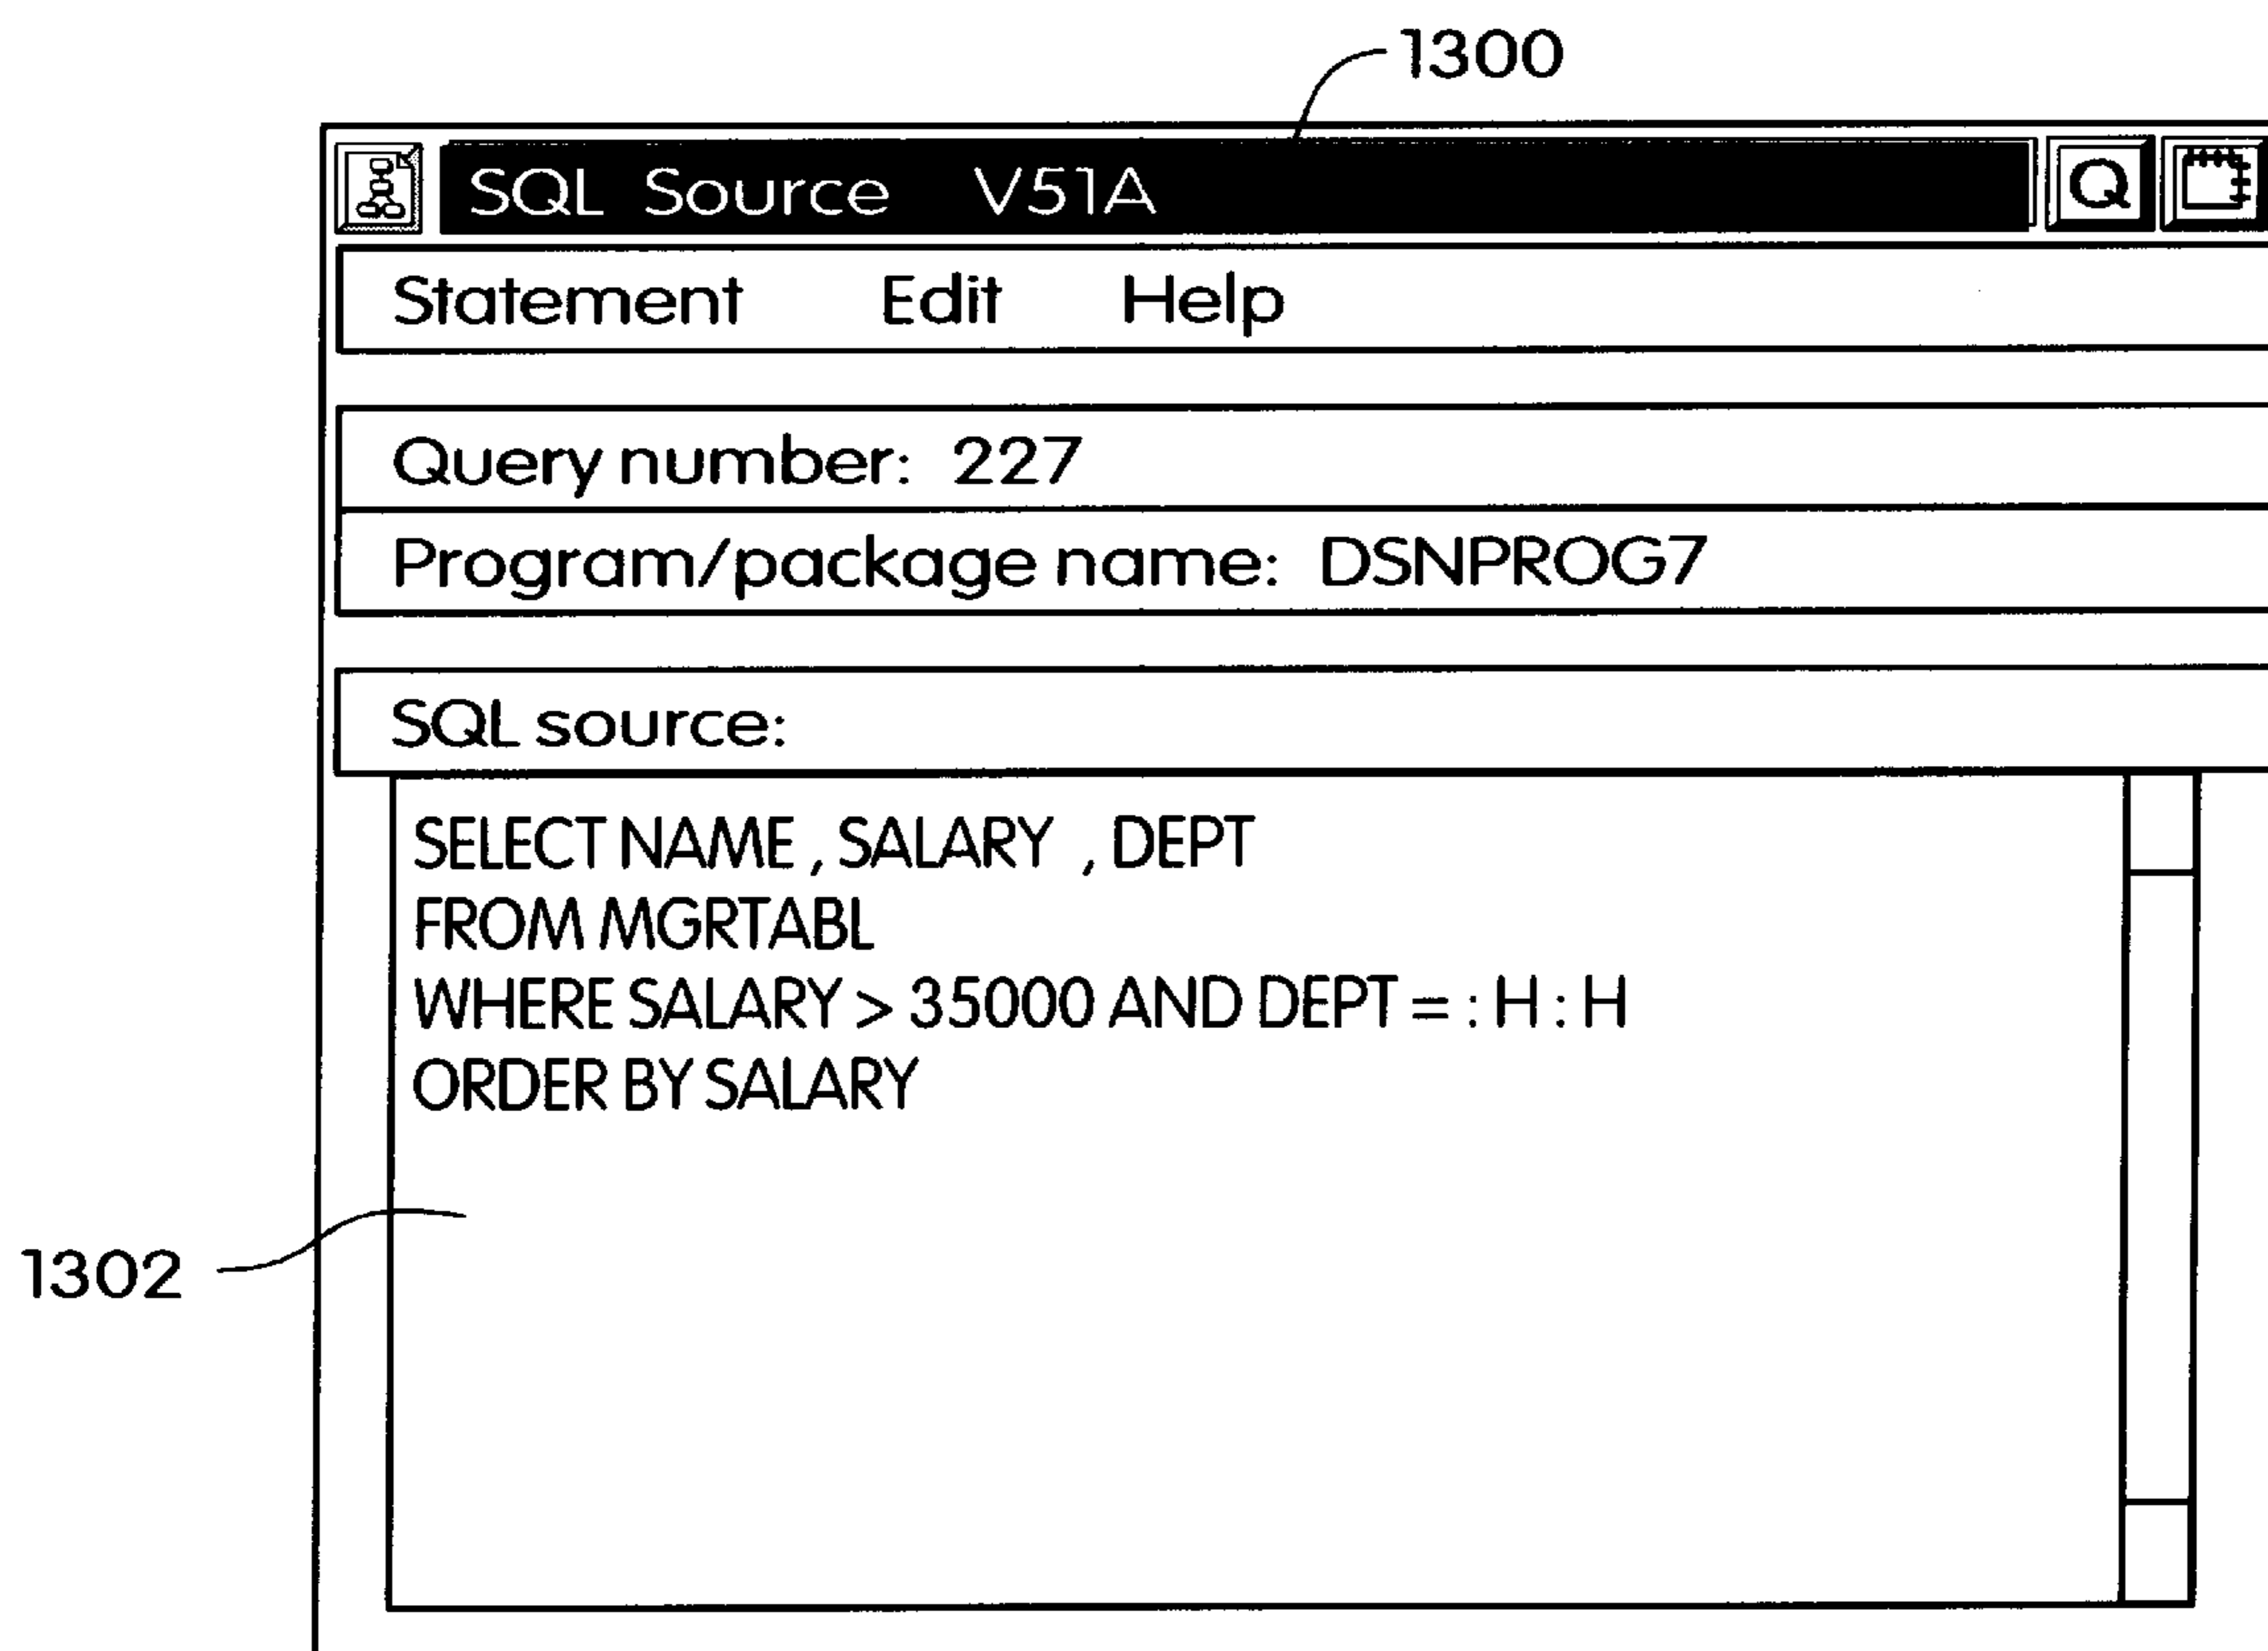 1300
SQL Source V51A Q
Statement Edit Help
Query number: 227
Program/package name: DSNPROG7
SQL source:
SELECT NAME , SALARY , DEPT
FROM MGRTABL
WHERE SALARY > 35000 AND DEPT = : H : H
ORDER BY SALARY
1302